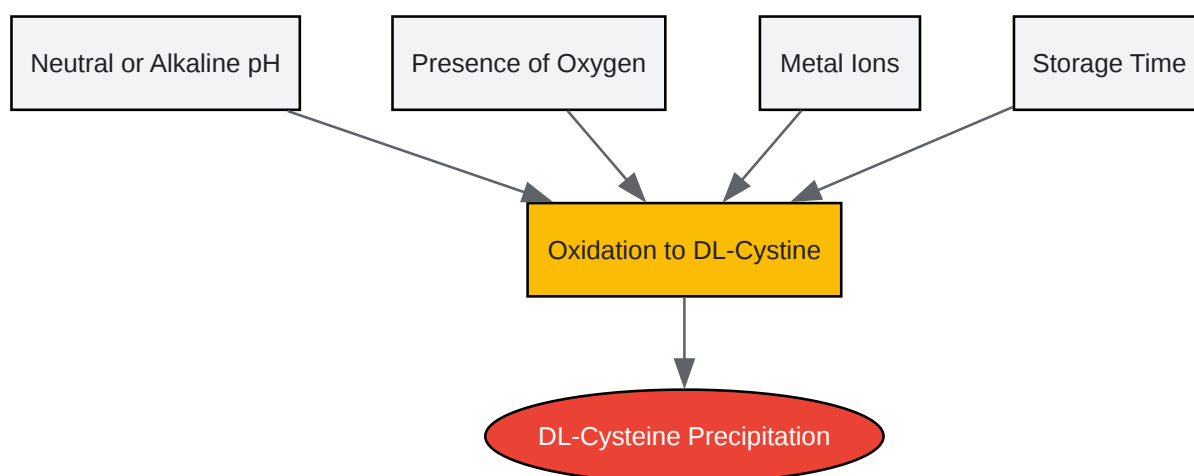 Neutral or Alkaline pH
Presence of Oxygen
Metal Ions
Storage Time
Oxidation to DL-Cystine
DL-Cysteine Precipitation